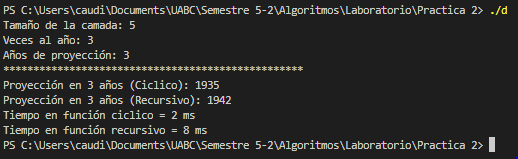 PS C:\Users\caudi\Documents\UABC\Semestre 5-2\Algoritmos\Laboratorio\Practica 2> ./d
Tamaño de la camada: 5
Veces al año: 3
Años de proyección: 3
**************************************************
Proyección en 3 años (Ciclico): 1935
Proyección en 3 años (Recursivo): 1942
Tiempo en función ciclico = 2 ms
Tiempo en función recursivo = 8 ms
PS C:\Users\caudi\Documents\UABC\Semestre 5-2\Algoritmos\Laboratorio\Practica 2>